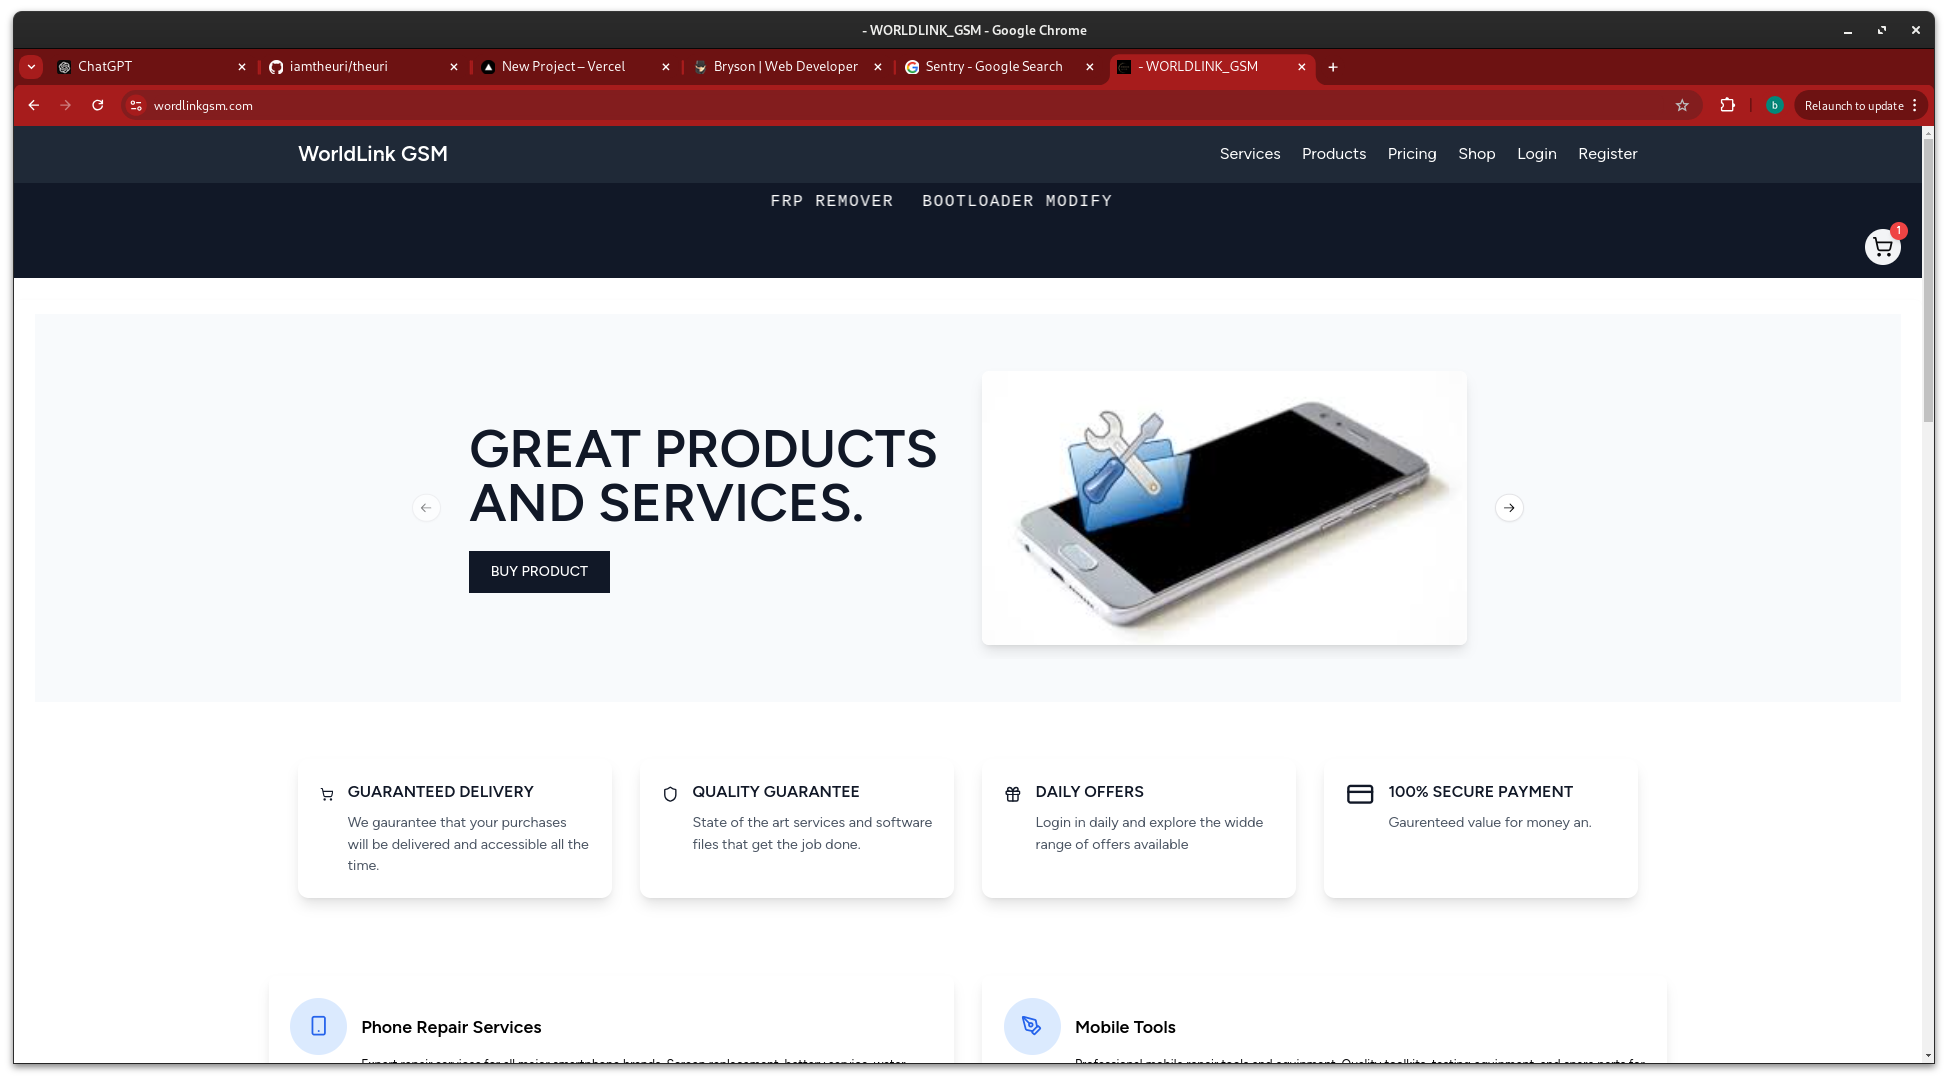 - WORLDLINK_GSM - Google Chrome
ChatGPT
iamtheuri/theuri
New Project – Vercel
Bryson | Web Developer
Sentry - Google Search
- WORLDLINK_GSM
wordlinkgsm.com
b
Relaunch to update
WorldLink GSM
Services Products Pricing Shop Login Register
FRP REMOVER BOOTLOADER MODIFY
1
GREAT PRODUCTS
AND SERVICES.
BUY PRODUCT
GUARANTEED DELIVERY
We gaurantee that your purchases
will be delivered and accessible all the
time.
QUALITY GUARANTEE
State of the art services and software
files that get the job done.
DAILY OFFERS
Login in daily and explore the widde
range of offers available
100% SECURE PAYMENT
Gaurenteed value for money an.
Phone Repair Services
Mobile Tools